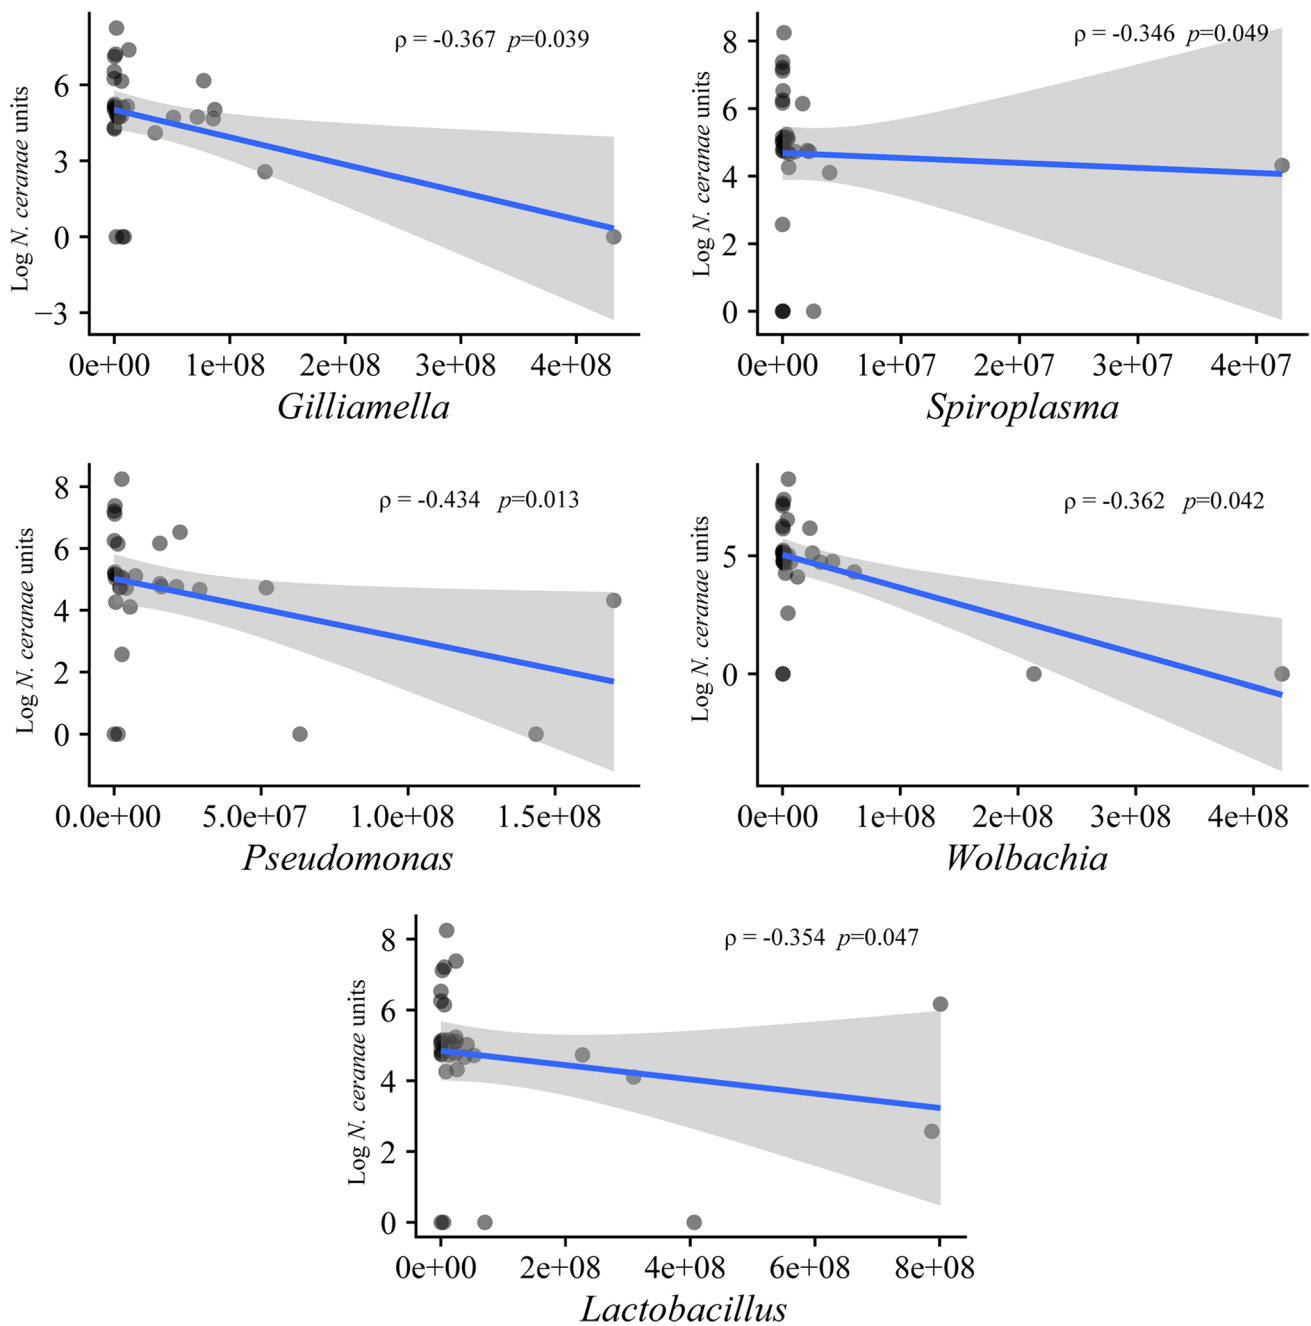 ρ = -0.367 p=0.039
Log N. ceranae units
6
3
0
−3
0e+00 1e+08 2e+08 3e+08 4e+08
Gilliamella
ρ = -0.346 p=0.049
Log N. ceranae units
8
6
4
2
0
0e+00 1e+07 2e+07 3e+07 4e+07
Spiroplasma
ρ = -0.434 p=0.013
Log N. ceranae units
8
6
4
2
0
0.0e+00 5.0e+07 1.0e+08 1.5e+08
Pseudomonas
ρ = -0.362 p=0.042
Log N. ceranae units
5
0
0e+00 1e+08 2e+08 3e+08 4e+08
Wolbachia
ρ = -0.354 p=0.047
Log N. ceranae units
8
6
4
2
0
0e+00 2e+08 4e+08 6e+08 8e+08
Lactobacillus